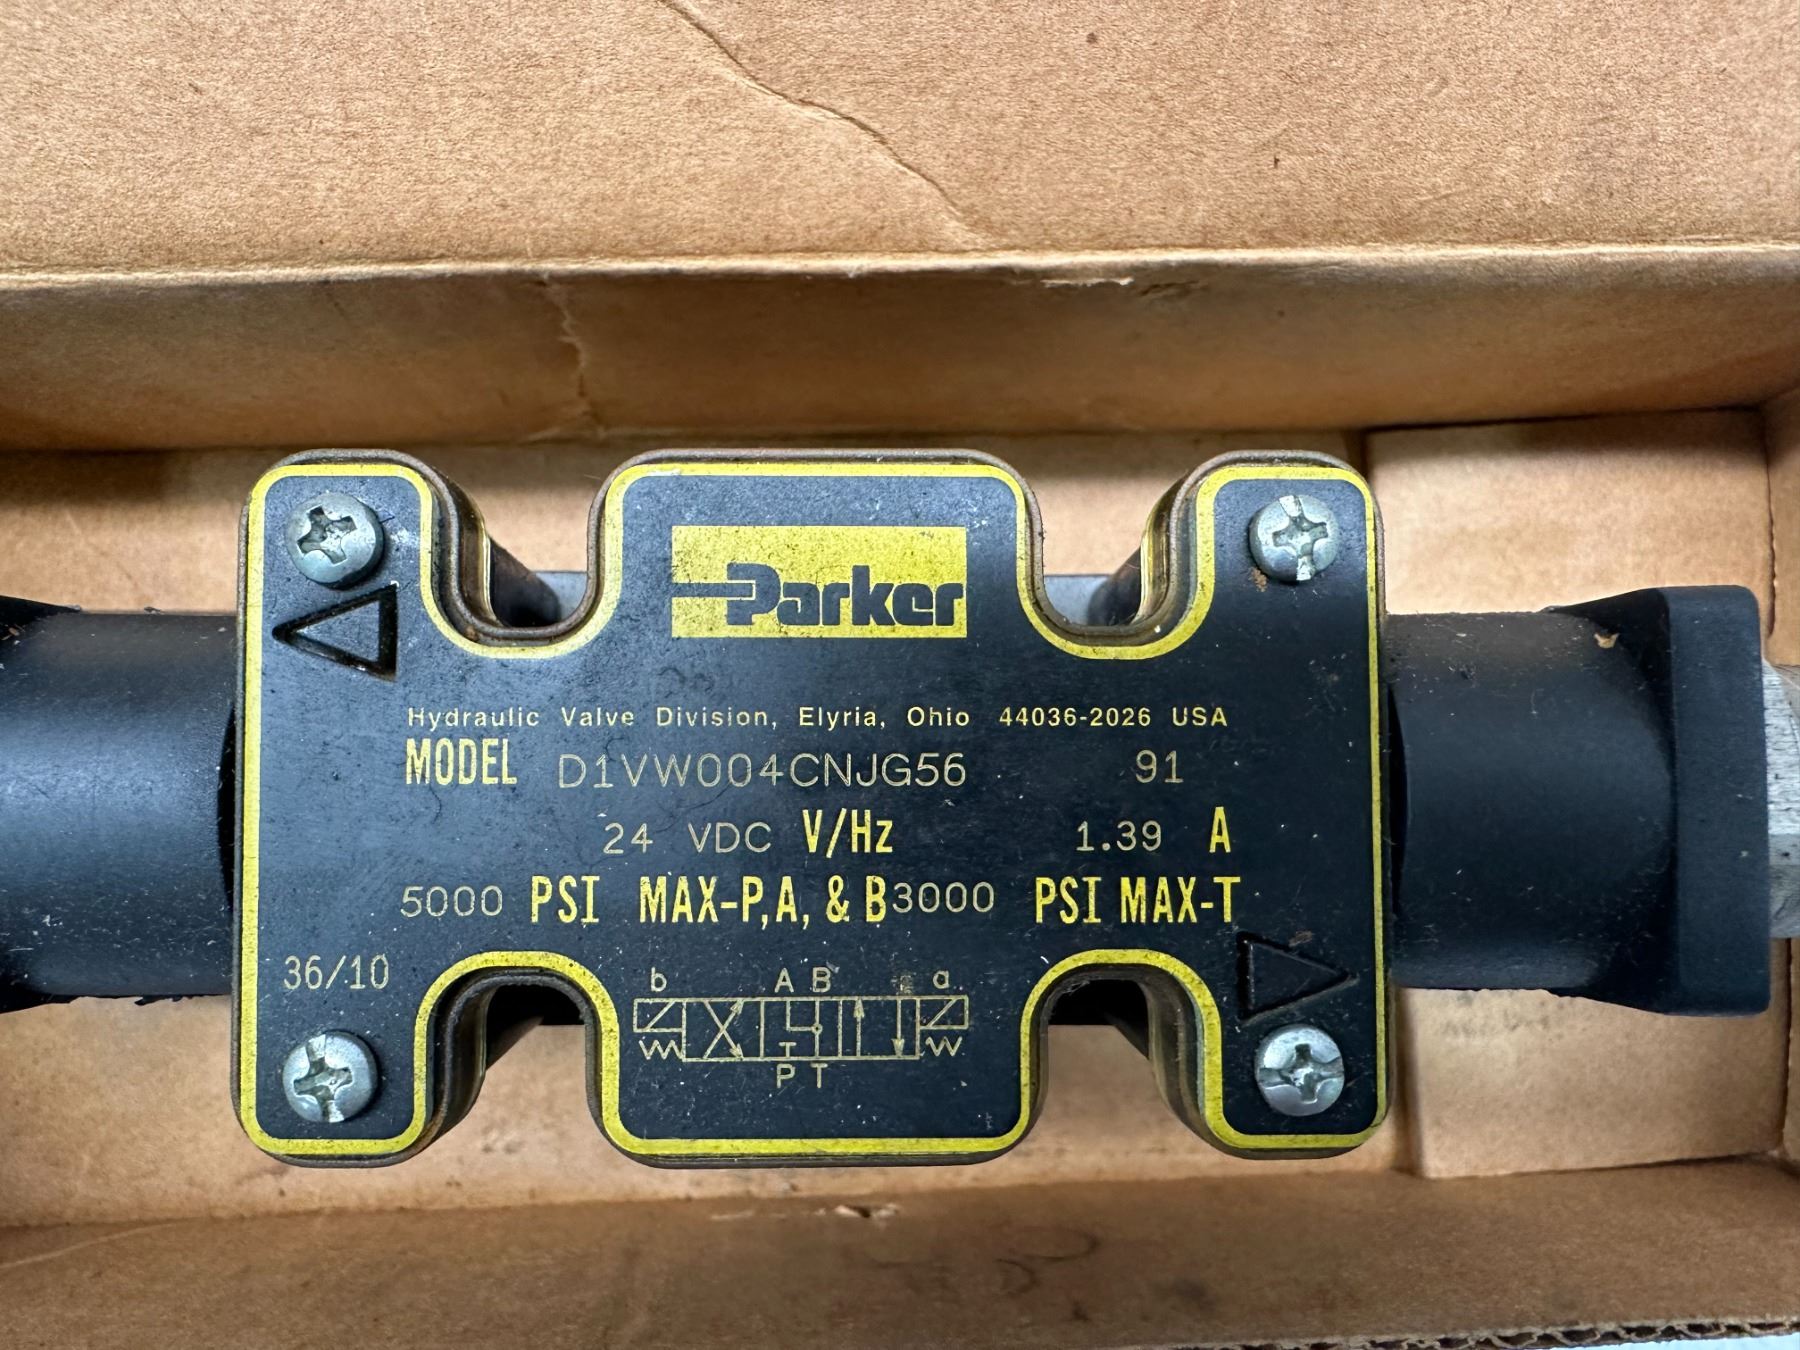 Parker
Hydraulic Valve Division, Elyria, Ohio 44036-2026 USA
MODEL D1VW004CNJG56 91
24 VDC V/Hz 1.39 A
5000 PSI MAX-P,A, & B 3000 PSI MAX-T
36/10
b A B a
T
P T